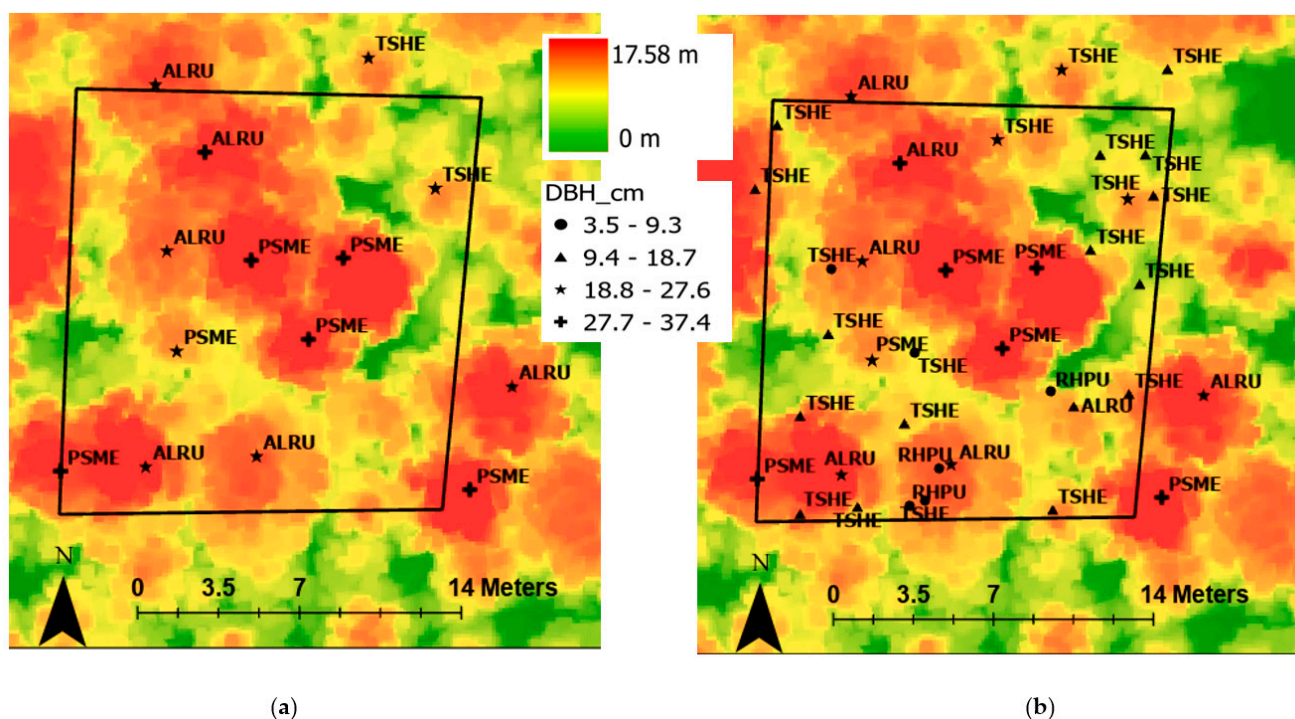 TSHE
ALRU
ALRU
TSHE
ALRU
PSME
PSME
PSME
PSME
ALRU
PSME
ALRU
ALRU
PSME
N
0 3.5 7 14 Meters
(a)
17.58 m
0 m
DBH_cm
3.5 - 9.3
9.4 - 18.7
18.8 - 27.6
27.7 - 37.4
TSHE
TSHE
ALRU
TSHE
TSHE
ALRU
TSHE
TSHE
TSHE
TSHE
TSHE
TSHE
ALRU
TSHE
PSME
PSME
TSHE
TSHE
PSME
PSME
TSHE
RHPU
TSHE
ALRU
ALRU
TSHE
TSHE
RHPU
ALRU
PSME
ALRU
RHPU
TSHE
TSHE
TSHE
TSHE
PSME
N
0 3.5 7 14 Meters
(b)